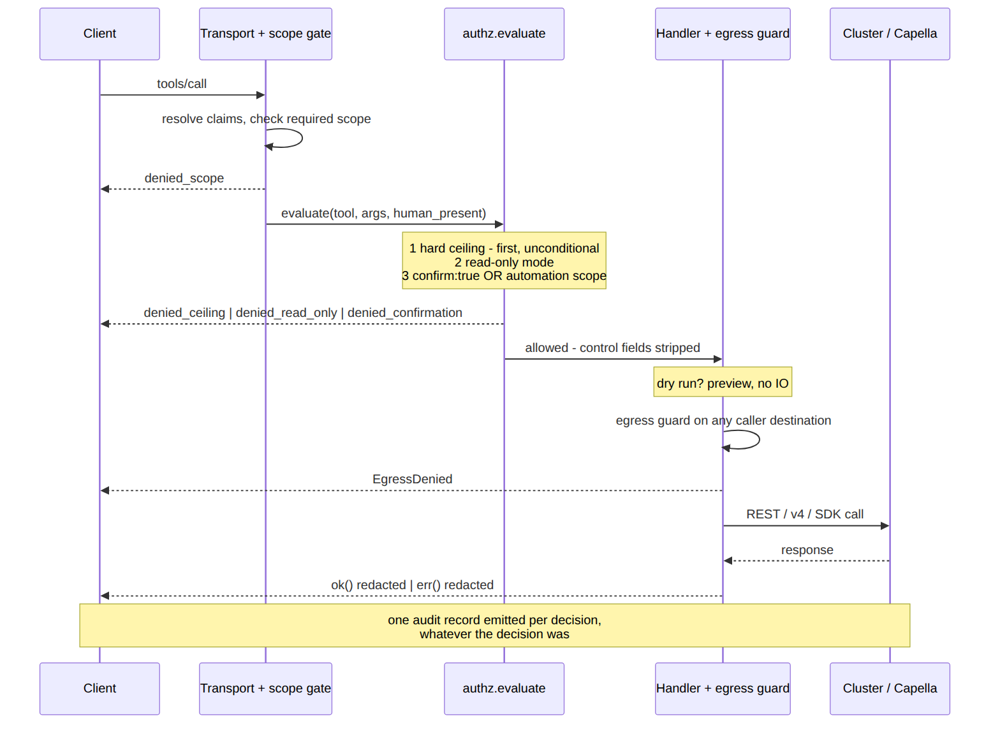 Client
Transport + scope gate
authz.evaluate
Handler + egress guard
Cluster / Capella
tools/call
resolve claims, check required scope
denied_scope
evaluate(tool, args, human_present)
1 hard ceiling - first, unconditional
2 read-only mode
3 confirm:true OR automation scope
denied_ceiling | denied_read_only | denied_confirmation
allowed - control fields stripped
dry run? preview, no IO
egress guard on any caller destination
EgressDenied
REST / v4 / SDK call
response
ok() redacted | err() redacted
one audit record emitted per decision,
whatever the decision was
Client
Transport + scope gate
authz.evaluate
Handler + egress guard
Cluster / Capella